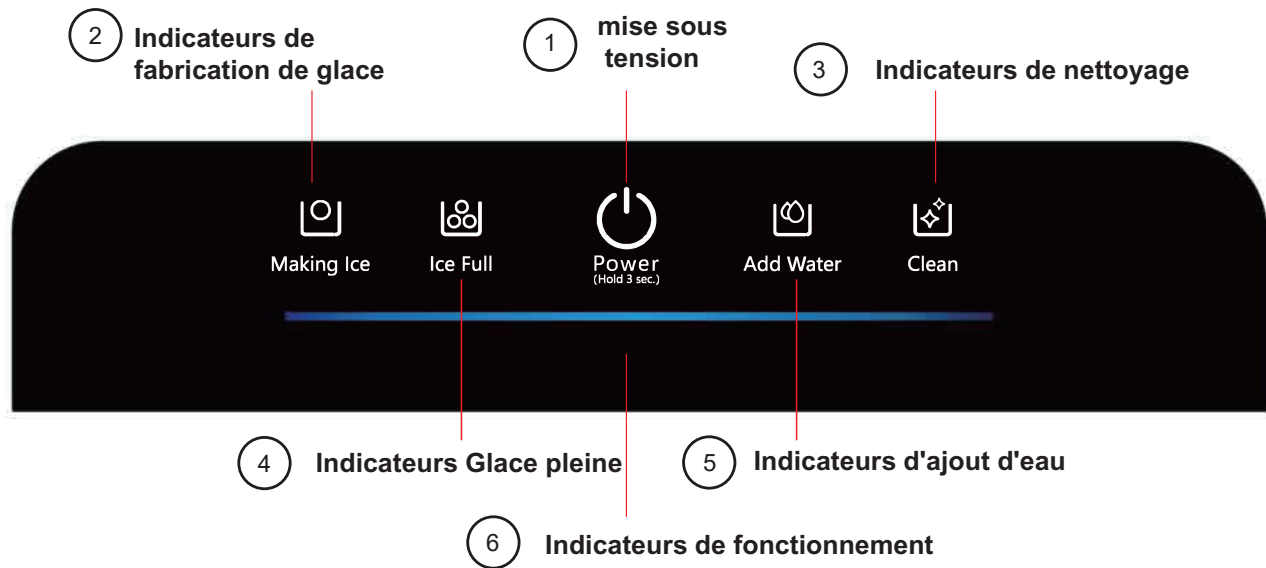 2
Indicateurs de
fabrication de glace
1
mise sous
tension
3
Indicateurs de nettoyage
Making Ice
Ice Full
Power
(Hold 3 sec.)
Add Water
Clean
4
Indicateurs Glace pleine
5
Indicateurs d'ajout d'eau
6
Indicateurs de fonctionnement